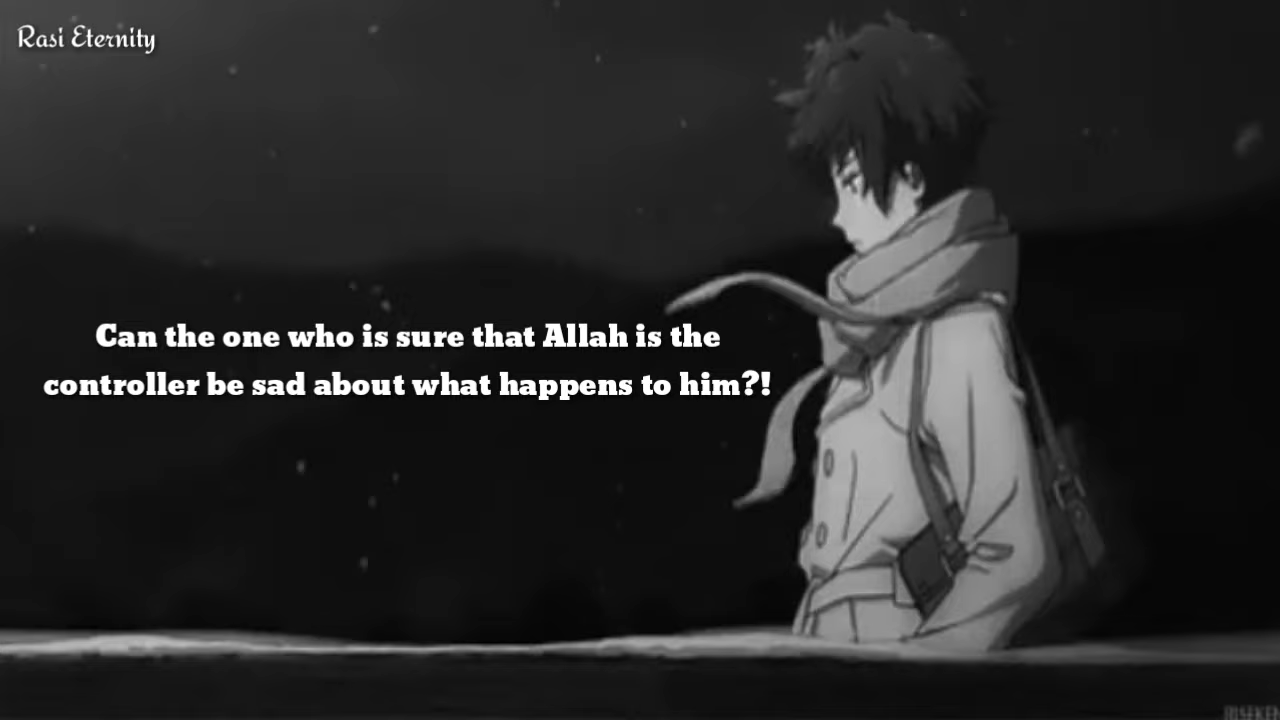 Rasi Eternity
Can the one who is sure that Allah is the
controller be sad about what happens to him?!